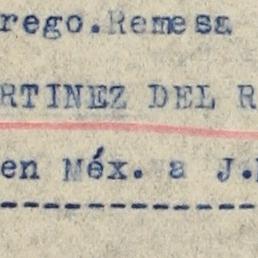 rego.Remesa
RTINEZ DEL R
en Méx. a J.